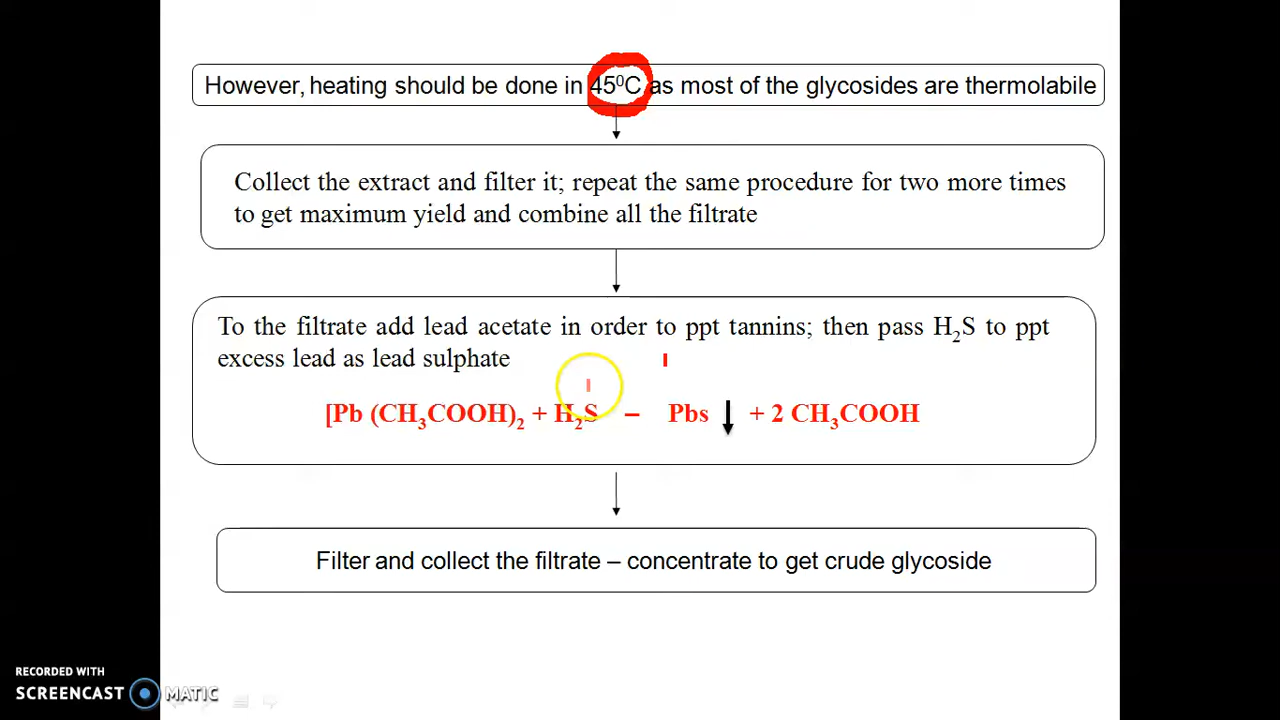 However, heating should be done in 45⁰C as most of the glycosides are thermolabile
Collect the extract and filter it; repeat the same procedure for two more times
to get maximum yield and combine all the filtrate
To the filtrate add lead acetate in order to ppt tannins; then pass H₂S to ppt
excess lead as lead sulphate
[Pb (CH₃COOH)₂ + H₂S – Pbs ↓ + 2 CH₃COOH
Filter and collect the filtrate – concentrate to get crude glycoside
RECORDED WITH
SCREENCAST MATIC